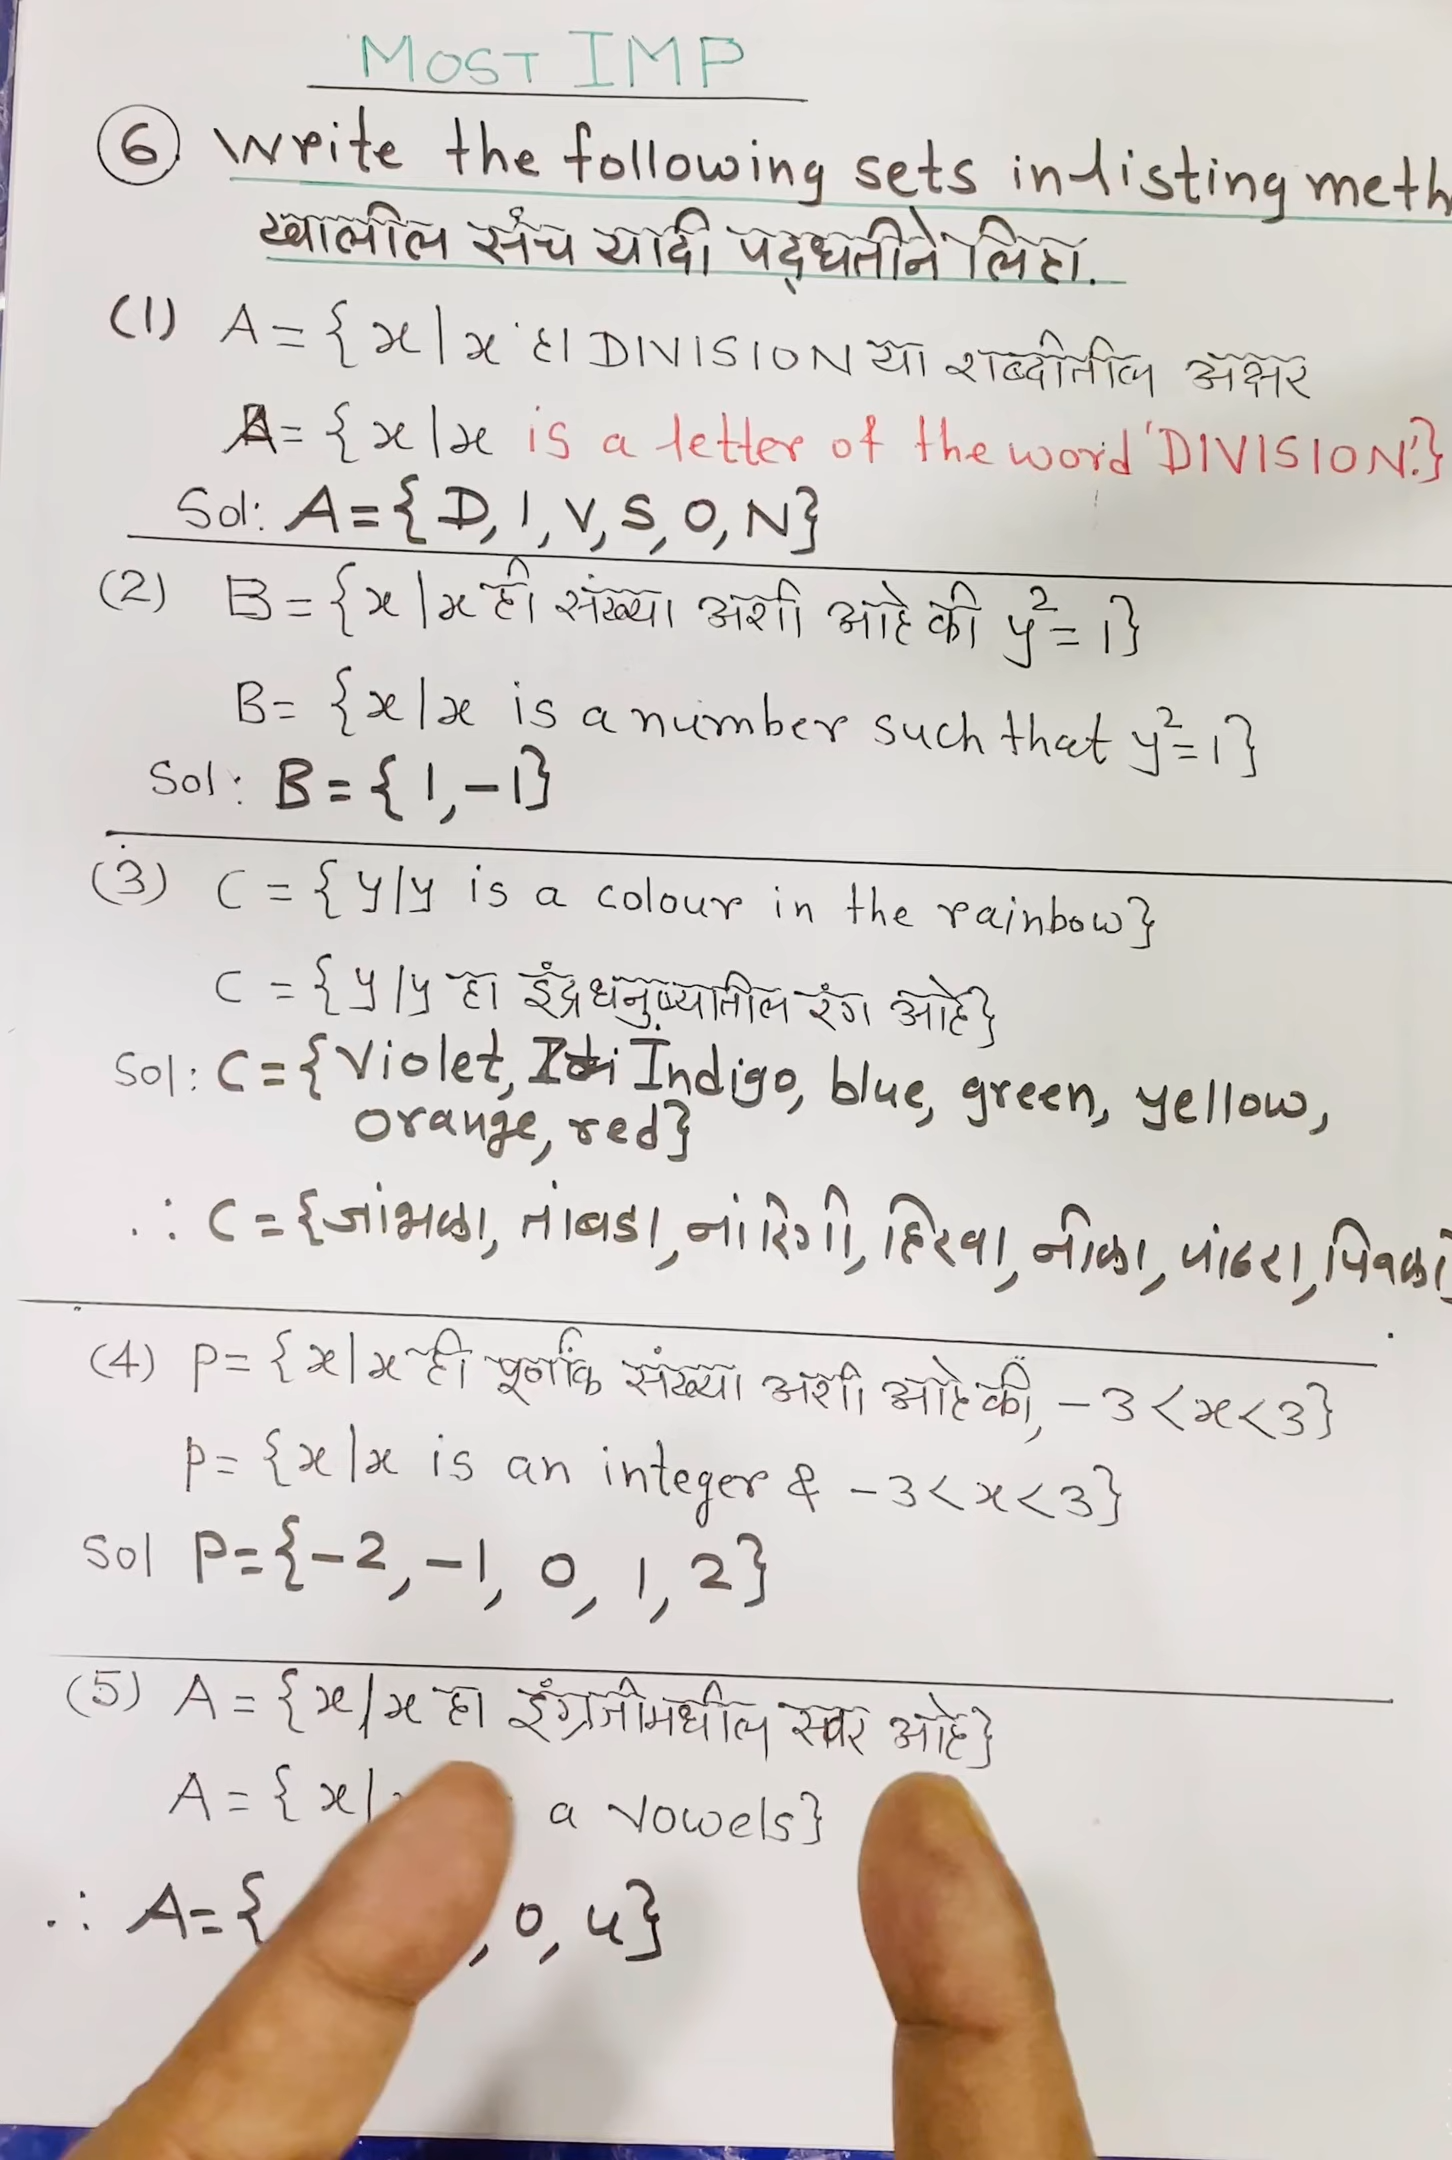 MOST IMP
6 Write the following sets in listing meth
खालील संच यादी पद्धतीने लिहा.
(1) A = {x | x हा DIVISION या शब्दातील अक्षर
A = {x | x is a letter of the word 'DIVISION'.}
Sol: A = {D, I, V, S, O, N}
(2) B = {x | x ही संख्या अशी आहे की y² = 1}
B = {x | x is a number such that y² = 1}
Sol: B = {1, -1}
(3) C = {y/y is a colour in the rainbow}
C = {y/y हा इंद्रधनुष्यातील रंग आहे}
Sol: C = {Violet, Indigo, blue, green, yellow,
orange, red}
∴ C = {जांभळा, तांबडा, नारिंगी, हिरवा, नीळा, पांढरा, पिवळा}
(4) P = {x | x ही पूर्णांक संख्या अशी आहे की, -3 < x < 3}
P = {x | x is an integer & -3 < x < 3}
Sol P = {-2, -1, 0, 1, 2}
(5) A = {x/x हा इंग्रजीमधील स्वर आहे}
A = {x| a vowels}
∴ A = { , o, u}